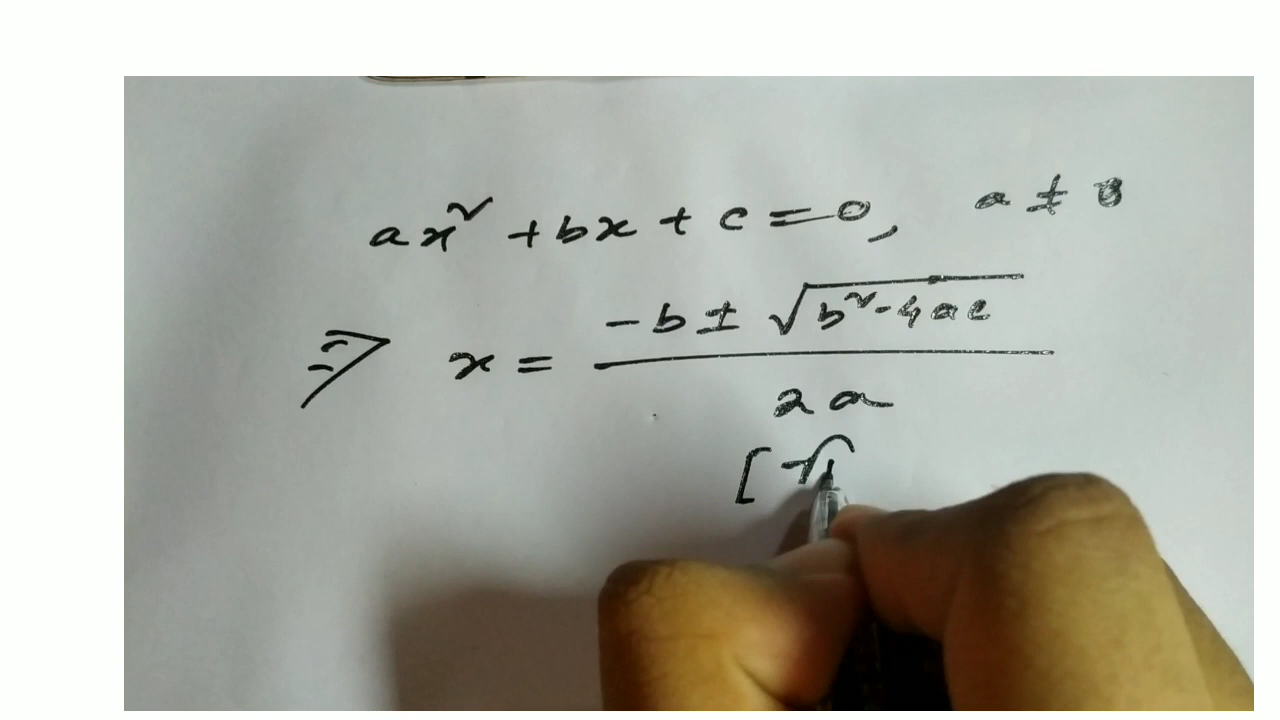 ax² + bx + c = 0, a ≠ 0
⇒ x = (-b ± √(b² - 4ac)) / 2a
[